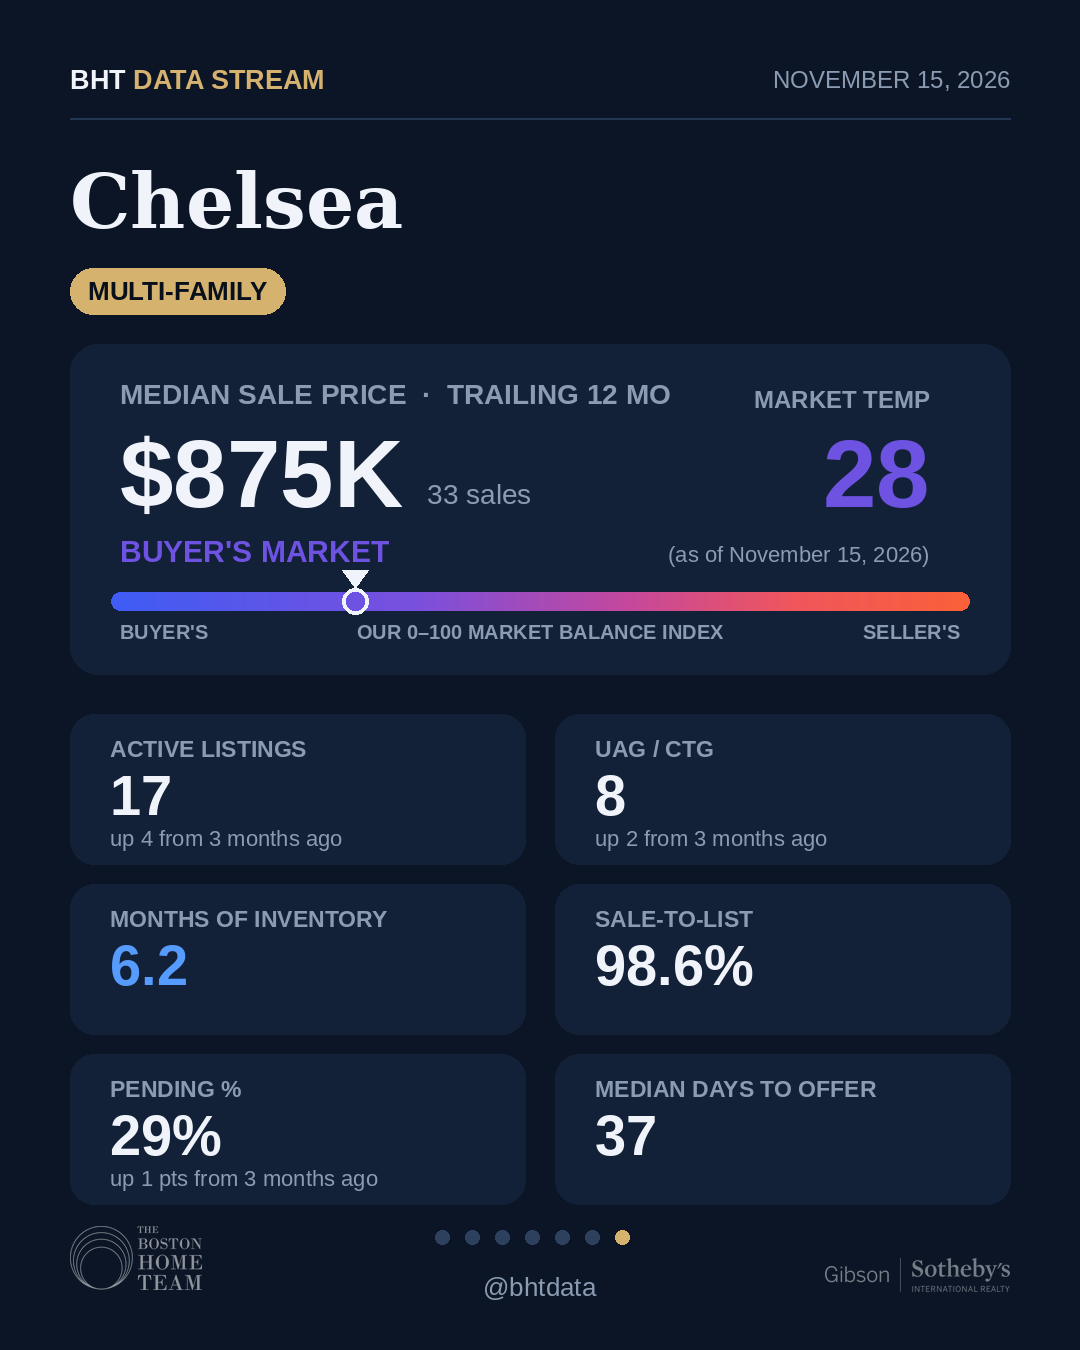 BHT DATA STREAM
NOVEMBER 15, 2026
Chelsea
MULTI-FAMILY
MEDIAN SALE PRICE · TRAILING 12 MO
MARKET TEMP
$875K 33 sales
28
BUYER'S MARKET
(as of November 15, 2026)
BUYER'S
OUR 0–100 MARKET BALANCE INDEX
SELLER'S
ACTIVE LISTINGS
17
up 4 from 3 months ago
UAG / CTG
8
up 2 from 3 months ago
MONTHS OF INVENTORY
6.2
SALE-TO-LIST
98.6%
PENDING %
29%
up 1 pts from 3 months ago
MEDIAN DAYS TO OFFER
37
THE
BOSTON
HOME
TEAM
@bhtdata
Gibson
Sotheby's
INTERNATIONAL REALTY